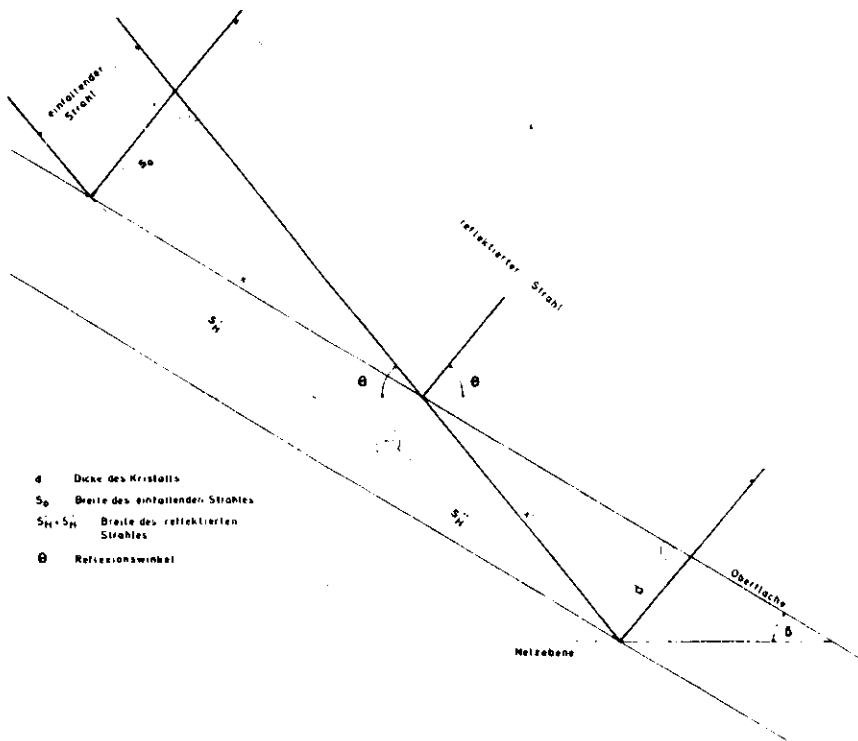 einfallender
Strahl
S₀
reflektierter Strahl
x
S'H
Θ
Θ
d Dicke des Kristalls
S₀ Breite des einfallenden Strahles
S'H + S''H Breite des reflektierten
Strahles
Θ Reflexionswinkel
S''H
d
Oberfläche
Netzebene